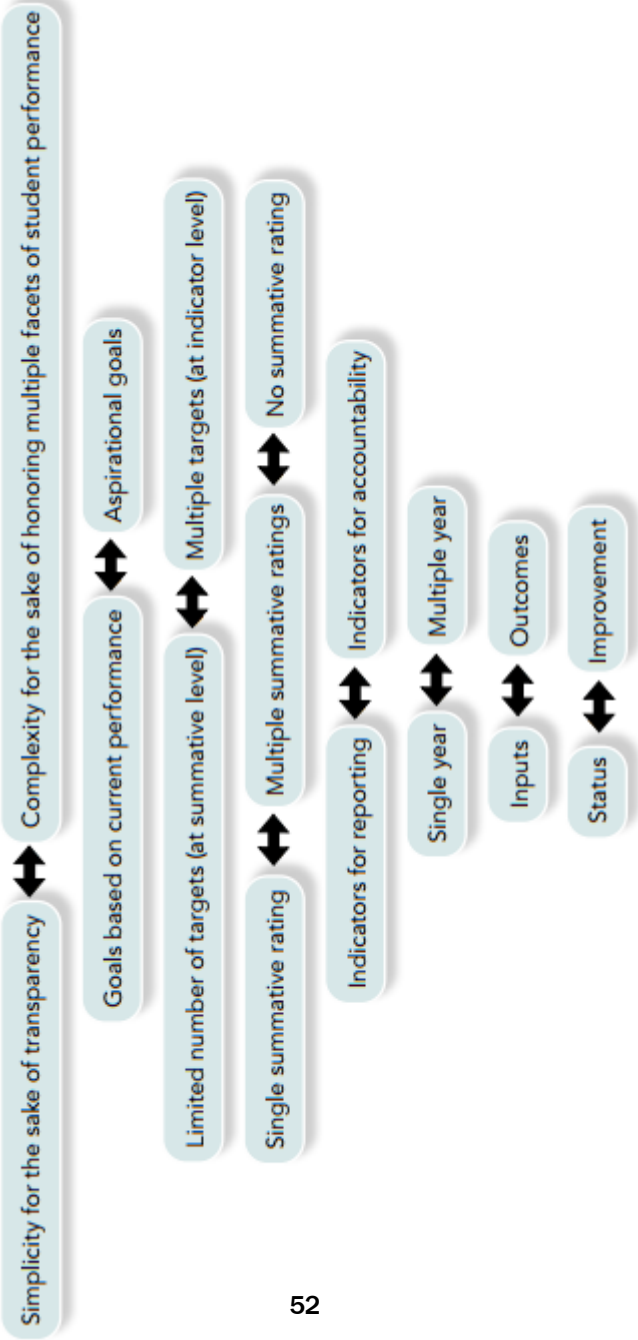 Simplicity for the sake of transparency
Complexity for the sake of honoring multiple facets of student performance
Goals based on current performance
Aspirational goals
Limited number of targets (at summative level)
Multiple targets (at indicator level)
Single summative rating
Multiple summative ratings
No summative rating
Indicators for reporting
Indicators for accountability
Single year
Multiple year
Inputs
Outcomes
Status
Improvement
52